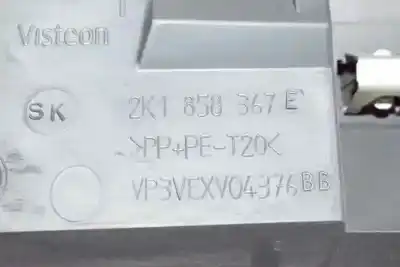 Visteon
SK
2K1 858 367 E
>PP+PE-T20<
VP3VEXV04376BB